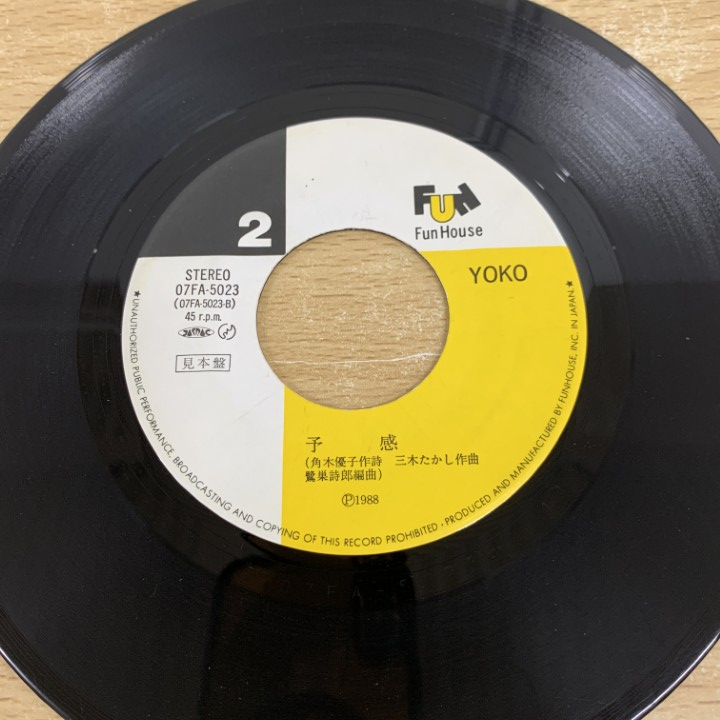 2
FUN
Fun House
STEREO
07FA-5023
(07FA-5023-B)
45 r.p.m.
JASRAC
見本盤
YOKO
予 感
(角木優子作詩 三木たかし作曲
鷺巣詩郎編曲)
Ⓟ1988
★UNAUTHORIZED PUBLIC PERFORMANCE, BROADCASTING AND COPYING OF THIS RECORD PROHIBITED • PRODUCED AND MANUFACTURED BY FUNHOUSE, INC. IN JAPAN.★